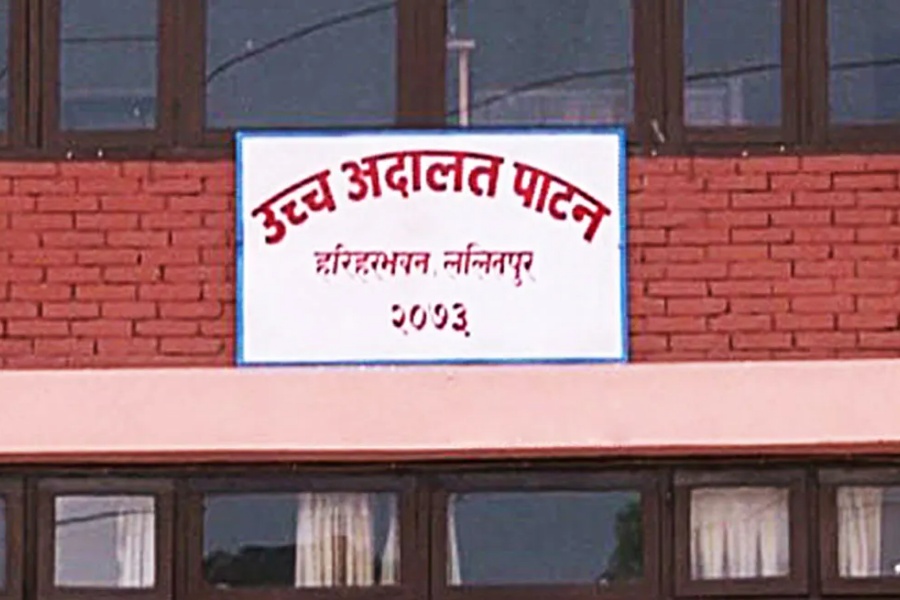 उच्च अदालत पाटन
हरिहरभवन, ललितपुर
२०७३